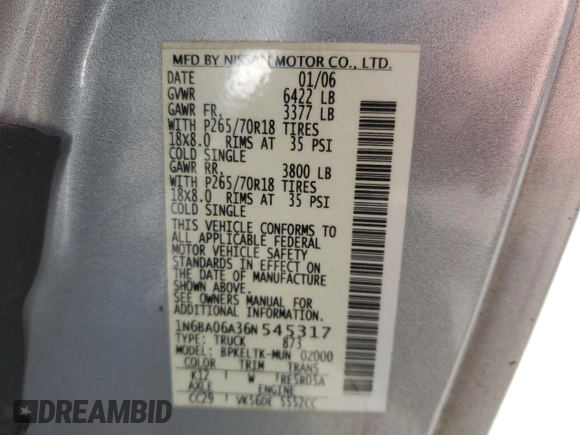 MFD BY NISSAN MOTOR CO., LTD.
DATE 01/06
GVWR 6422 LB
GAWR FR. 3377 LB
WITH P265/70R18 TIRES
18x8.0 RIMS AT 35 PSI
COLD SINGLE
GAWR RR. 3800 LB
WITH P265/70R18 TIRES
18x8.0 RIMS AT 35 PSI
COLD SINGLE
THIS VEHICLE CONFORMS TO
ALL APPLICABLE FEDERAL
MOTOR VEHICLE SAFETY
STANDARDS IN EFFECT ON
THE DATE OF MANUFACTURE
SHOWN ABOVE.
SEE OWNERS MANUAL FOR
ADDITIONAL INFORMATION.
1N6BA06A36N545317
TYPE: TRUCK 873
MODEL: BPKELTK-MUN 02000
COLOR TRIM TRANS
K12 W RE5R05A
AXLE ENGINE
CC29 VK56DE 5552CC
DREAMBID